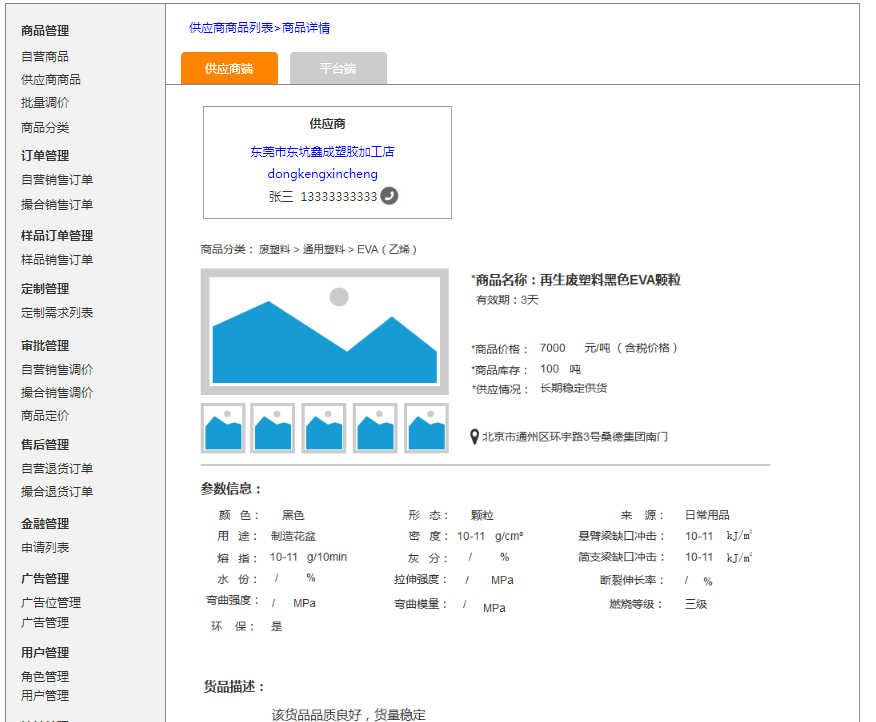 商品管理
自营商品
供应商商品
批量调价
商品分类
订单管理
自营销售订单
撮合销售订单
样品订单管理
样品销售订单
定制管理
定制需求列表
审批管理
自营销售调价
撮合销售调价
商品定价
售后管理
自营退货订单
撮合退货订单
金融管理
申请列表
广告管理
广告位管理
广告管理
用户管理
角色管理
用户管理
供应商商品列表>商品详情
供应商端
平台端
供应商
东莞市东坑鑫成塑胶加工店
dongkengxincheng
张三 13333333333
商品分类： 废塑料 > 通用塑料 > EVA（乙烯）
*商品名称：再生废塑料黑色EVA颗粒
有效期：3天
*商品价格： 7000 元/吨（含税价格）
*商品库存： 100 吨
*供应情况： 长期稳定供货
北京市通州区环宇路3号桑德集团南门
参数信息：
颜 色： 黑色 形 态： 颗粒 来 源： 日常用品
用 途： 制造花盆 密 度： 10-11 g/cm³ 悬臂梁缺口冲击： 10-11 kJ/m²
熔 指： 10-11 g/10min 灰 分： / % 简支梁缺口冲击： 10-11 kJ/m²
水 份： / % 拉伸强度： / MPa 断裂伸长率： / %
弯曲强度： / MPa 弯曲模量： / MPa 燃烧等级： 三级
环 保： 是
货品描述：
该货品品质良好，货量稳定